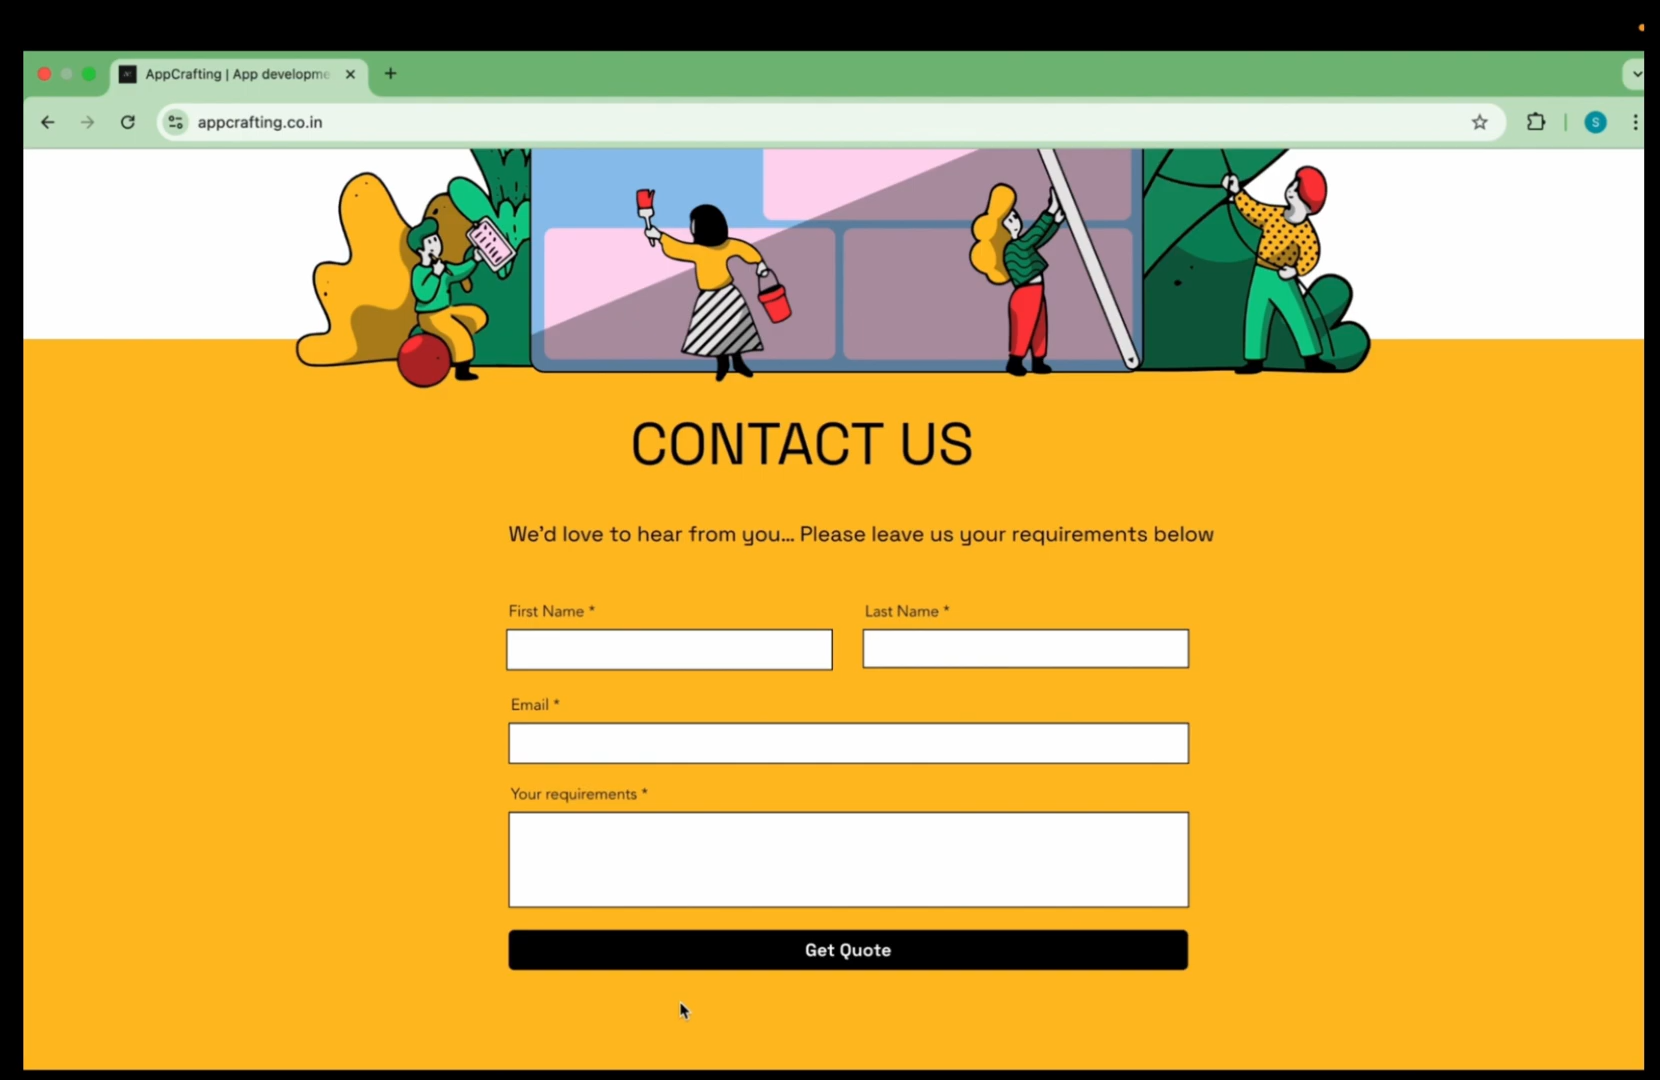 AppCrafting | App developme
appcrafting.co.in
S
CONTACT US
We'd love to hear from you... Please leave us your requirements below
First Name *
Last Name *
Email *
Your requirements *
Get Quote